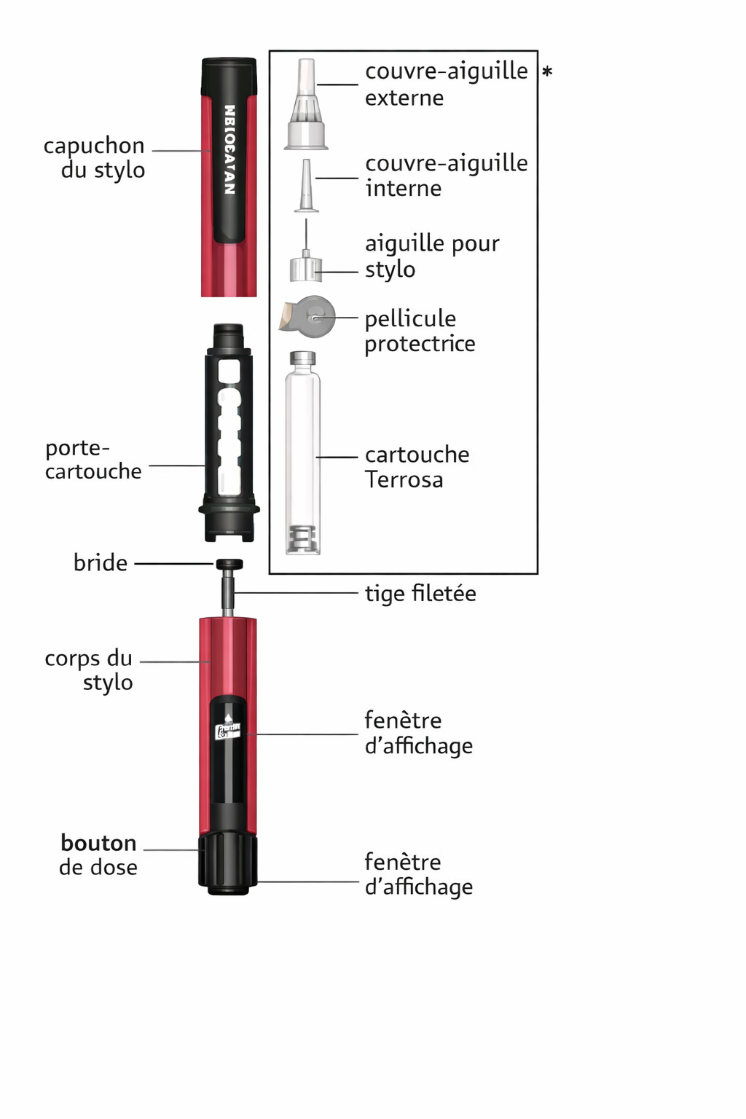 couvre-aiguille *
externe
capuchon
du stylo
couvre-aiguille
interne
aiguille pour
stylo
pellicule
protectrice
porte-
cartouche
cartouche
Terrosa
bride
tige filetée
corps du
stylo
fenêtre
d'affichage
bouton
de dose
fenêtre
d'affichage